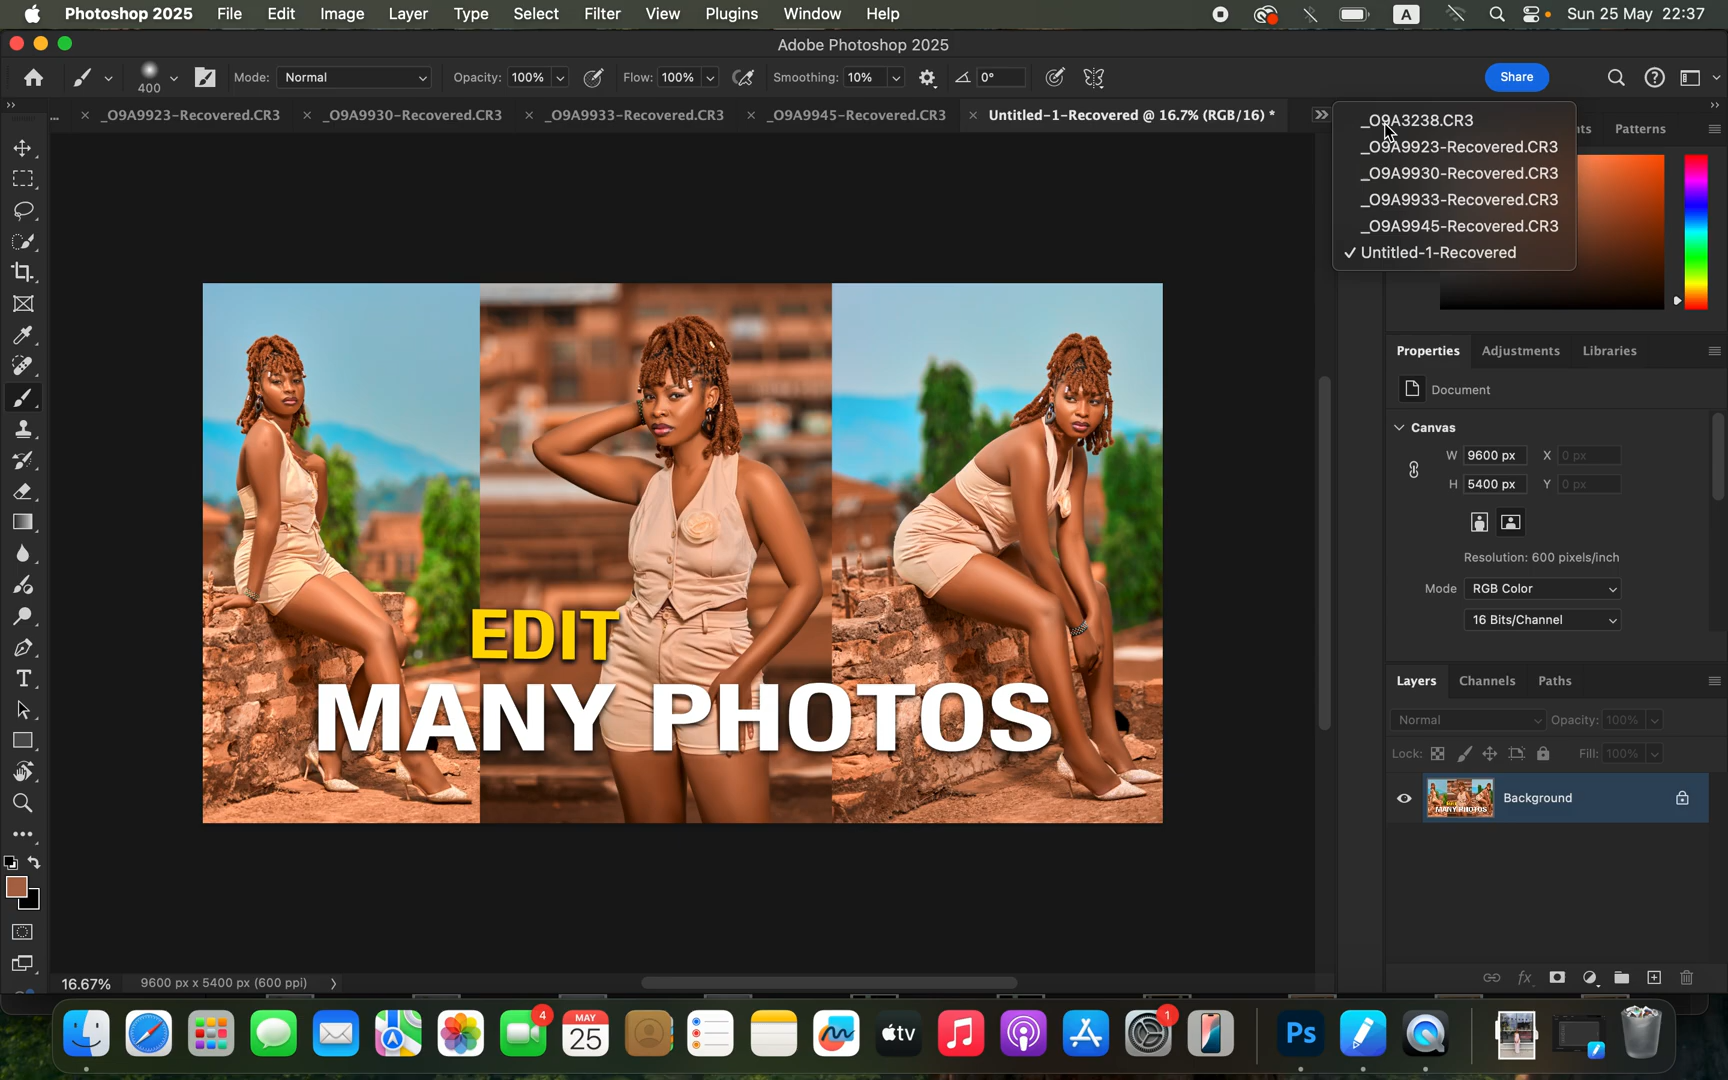 Photoshop 2025 File Edit Image Layer Type Select Filter View Plugins Window Help A Sun 25 May 22:37
Adobe Photoshop 2025
400 Mode: Normal Opacity: 100% Flow: 100% Smoothing: 10% 0° Share
... × _O9A9923-Recovered.CR3 × _O9A9930-Recovered.CR3 × _O9A9933-Recovered.CR3 × _O9A9945-Recovered.CR3 × Untitled-1-Recovered @ 16.7% (RGB/16) *
_O9A3238.CR3
_O9A9923-Recovered.CR3
_O9A9930-Recovered.CR3
_O9A9933-Recovered.CR3
_O9A9945-Recovered.CR3
✓ Untitled-1-Recovered
Patterns
EDIT
MANY PHOTOS
Properties Adjustments Libraries
Document
Canvas
W 9600 px X 0 px
H 5400 px Y 0 px
Resolution: 600 pixels/inch
Mode RGB Color
16 Bits/Channel
Layers Channels Paths
Normal Opacity: 100%
Lock: Fill: 100%
Background
fx
16.67% 9600 px x 5400 px (600 ppi)
4
MAY
25
tv
1
Ps